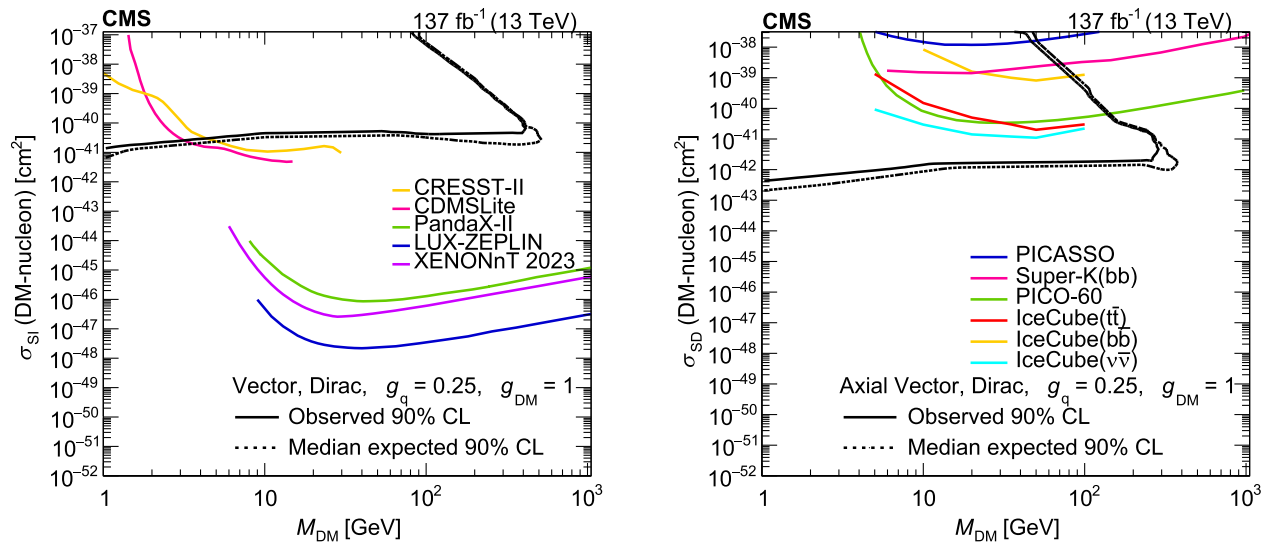 CMS 137 fb⁻¹ (13 TeV)
σ_SI (DM-nucleon) [cm²]
10⁻³⁷
10⁻³⁸
10⁻³⁹
10⁻⁴⁰
10⁻⁴¹
10⁻⁴²
10⁻⁴³
10⁻⁴⁴
10⁻⁴⁵
10⁻⁴⁶
10⁻⁴⁷
10⁻⁴⁸
10⁻⁴⁹
10⁻⁵⁰
10⁻⁵¹
10⁻⁵²
CRESST-II
CDMSLite
PandaX-II
LUX-ZEPLIN
XENONnT 2023
Vector, Dirac, g_q = 0.25, g_DM = 1
Observed 90% CL
Median expected 90% CL
1 10 10² 10³
M_DM [GeV]
CMS 137 fb⁻¹ (13 TeV)
σ_SD (DM-nucleon) [cm²]
10⁻³⁸
10⁻³⁹
10⁻⁴⁰
10⁻⁴¹
10⁻⁴²
10⁻⁴³
10⁻⁴⁴
10⁻⁴⁵
10⁻⁴⁶
10⁻⁴⁷
10⁻⁴⁸
10⁻⁴⁹
10⁻⁵⁰
10⁻⁵¹
10⁻⁵²
PICASSO
Super-K(bb)
PICO-60
IceCube(tt̄)
IceCube(bb̄)
IceCube(νν̄)
Axial Vector, Dirac, g_q = 0.25, g_DM = 1
Observed 90% CL
Median expected 90% CL
1 10 10² 10³
M_DM [GeV]